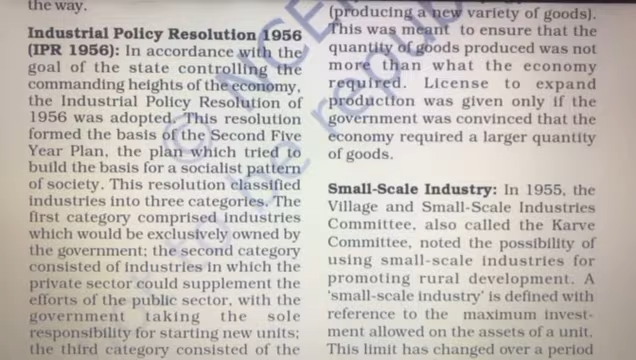 the way.
Industrial Policy Resolution 1956
(IPR 1956): In accordance with the
goal of the state controlling the
commanding heights of the economy,
the Industrial Policy Resolution of
1956 was adopted. This resolution
formed the basis of the Second Five
Year Plan, the plan which tried to
build the basis for a socialist pattern
of society. This resolution classified
industries into three categories. The
first category comprised industries
which would be exclusively owned by
the government; the second category
consisted of industries in which the
private sector could supplement the
efforts of the public sector, with the
government taking the sole
responsibility for starting new units;
the third category consisted of the
(producing a new variety of goods).
This was meant to ensure that the
quantity of goods produced was not
more than what the economy
required. License to expand
production was given only if the
government was convinced that the
economy required a larger quantity
of goods.
Small-Scale Industry: In 1955, the
Village and Small-Scale Industries
Committee, also called the Karve
Committee, noted the possibility of
using small-scale industries for
promoting rural development. A
‘small-scale industry’ is defined with
reference to the maximum invest-
ment allowed on the assets of a unit.
This limit has changed over a period